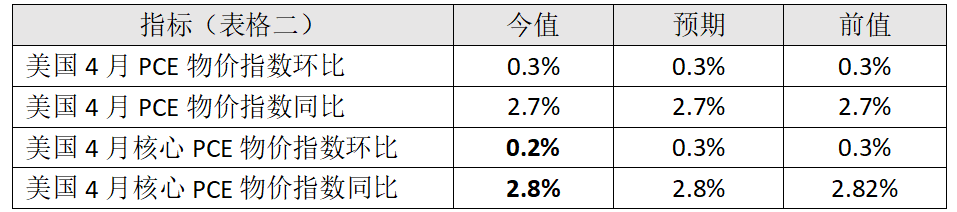 指标（表格二） 今值 预期 前值
美国 4 月 PCE 物价指数环比 0.3% 0.3% 0.3%
美国 4 月 PCE 物价指数同比 2.7% 2.7% 2.7%
美国 4 月核心 PCE 物价指数环比 0.2% 0.3% 0.3%
美国 4 月核心 PCE 物价指数同比 2.8% 2.8% 2.82%